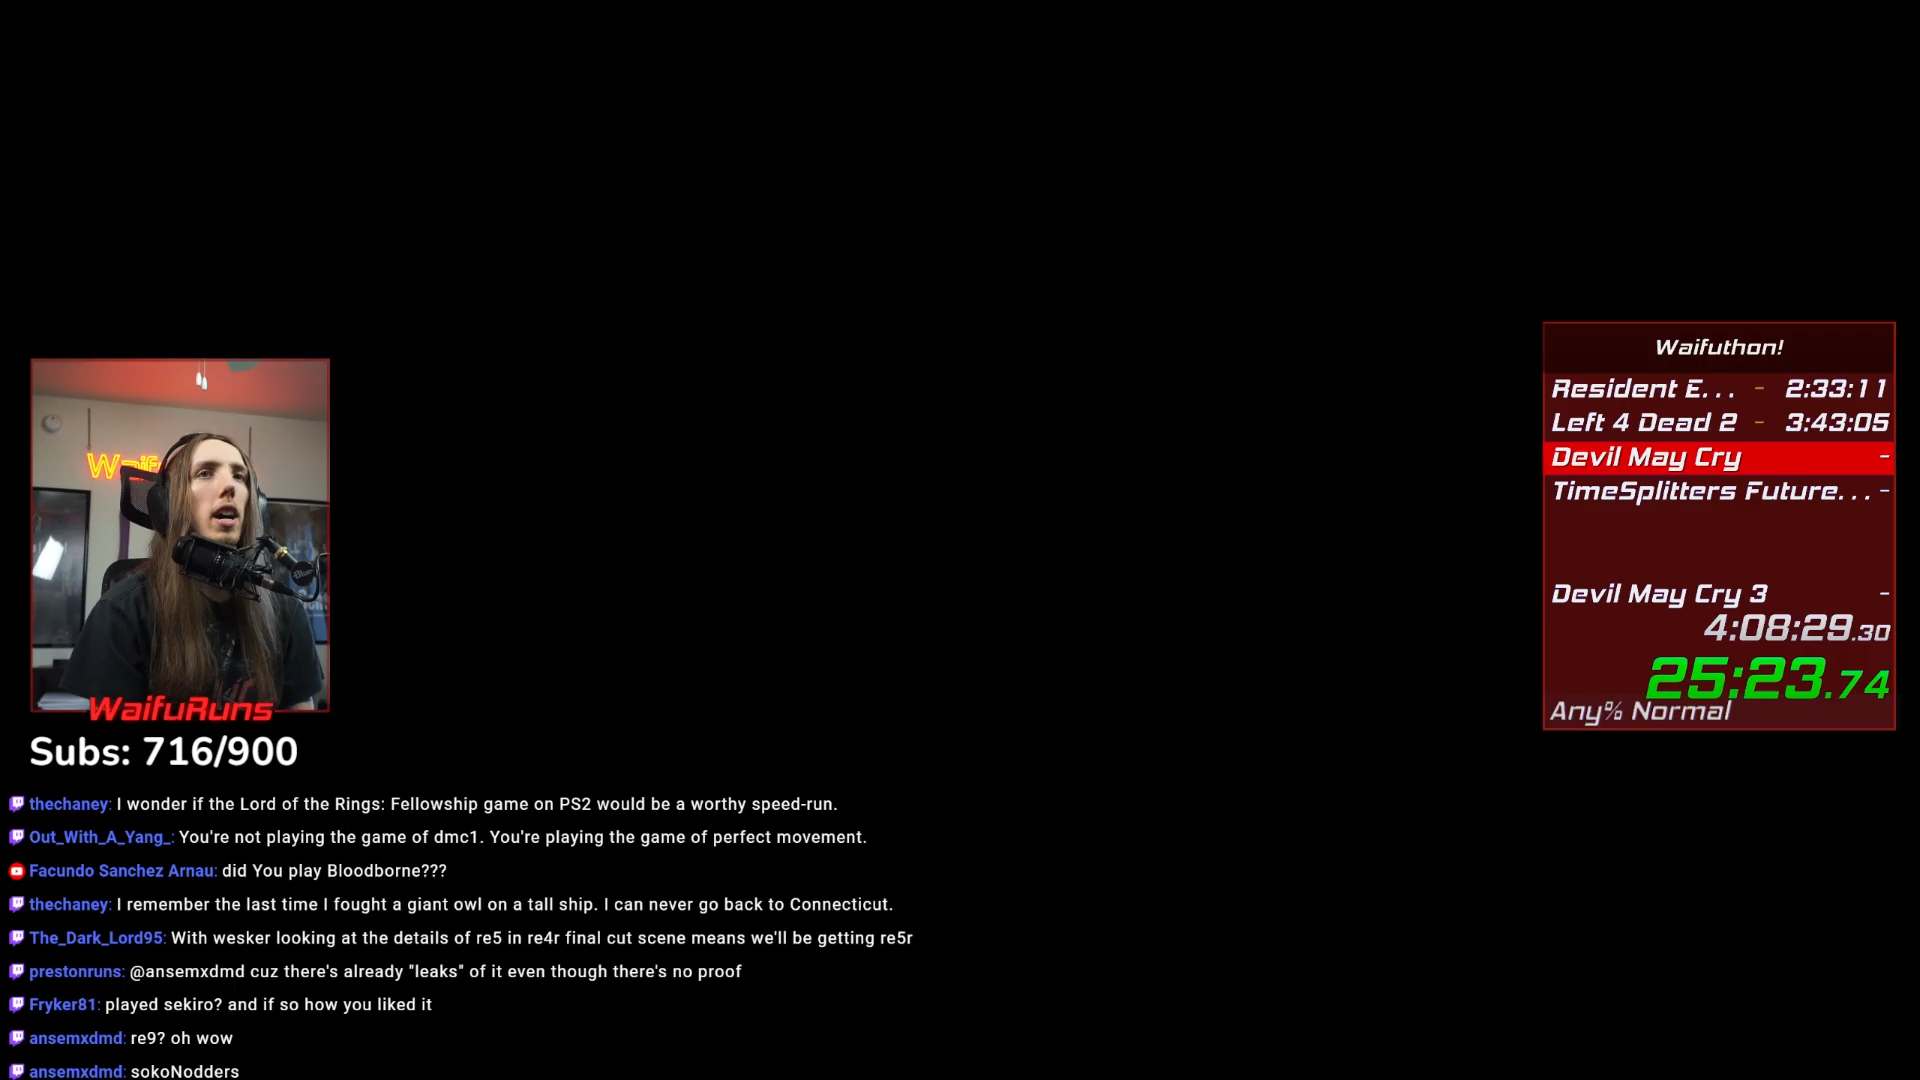 Waifuthon!
Resident E... - 2:33:11
Left 4 Dead 2 - 3:43:05
Devil May Cry -
TimeSplitters Future... -
Devil May Cry 3 -
4:08:29.30
25:23.74
Any% Normal
Waif
WaifuRuns
Subs: 716/900
thechaney: I wonder if the Lord of the Rings: Fellowship game on PS2 would be a worthy speed-run.
Out_With_A_Yang_: You're not playing the game of dmc1. You're playing the game of perfect movement.
Facundo Sanchez Arnau: did You play Bloodborne???
thechaney: I remember the last time I fought a giant owl on a tall ship. I can never go back to Connecticut.
The_Dark_Lord95: With wesker looking at the details of re5 in re4r final cut scene means we'll be getting re5r
prestonruns: @ansemxdmd cuz there's already "leaks" of it even though there's no proof
Fryker81: played sekiro? and if so how you liked it
ansemxdmd: re9? oh wow
ansemxdmd: sokoNodders